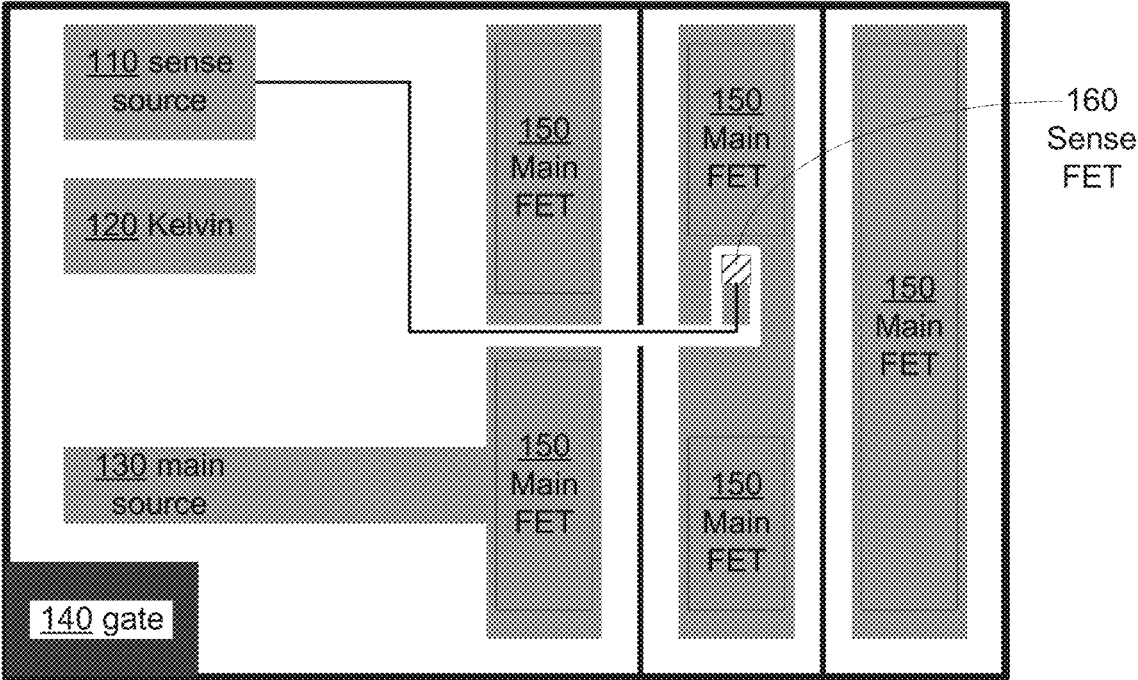 110 sense
source
120 Kelvin
130 main
source
140 gate
150
Main
FET
150
Main
FET
150
Main
FET
150
Main
FET
150
Main
FET
160
Sense
FET